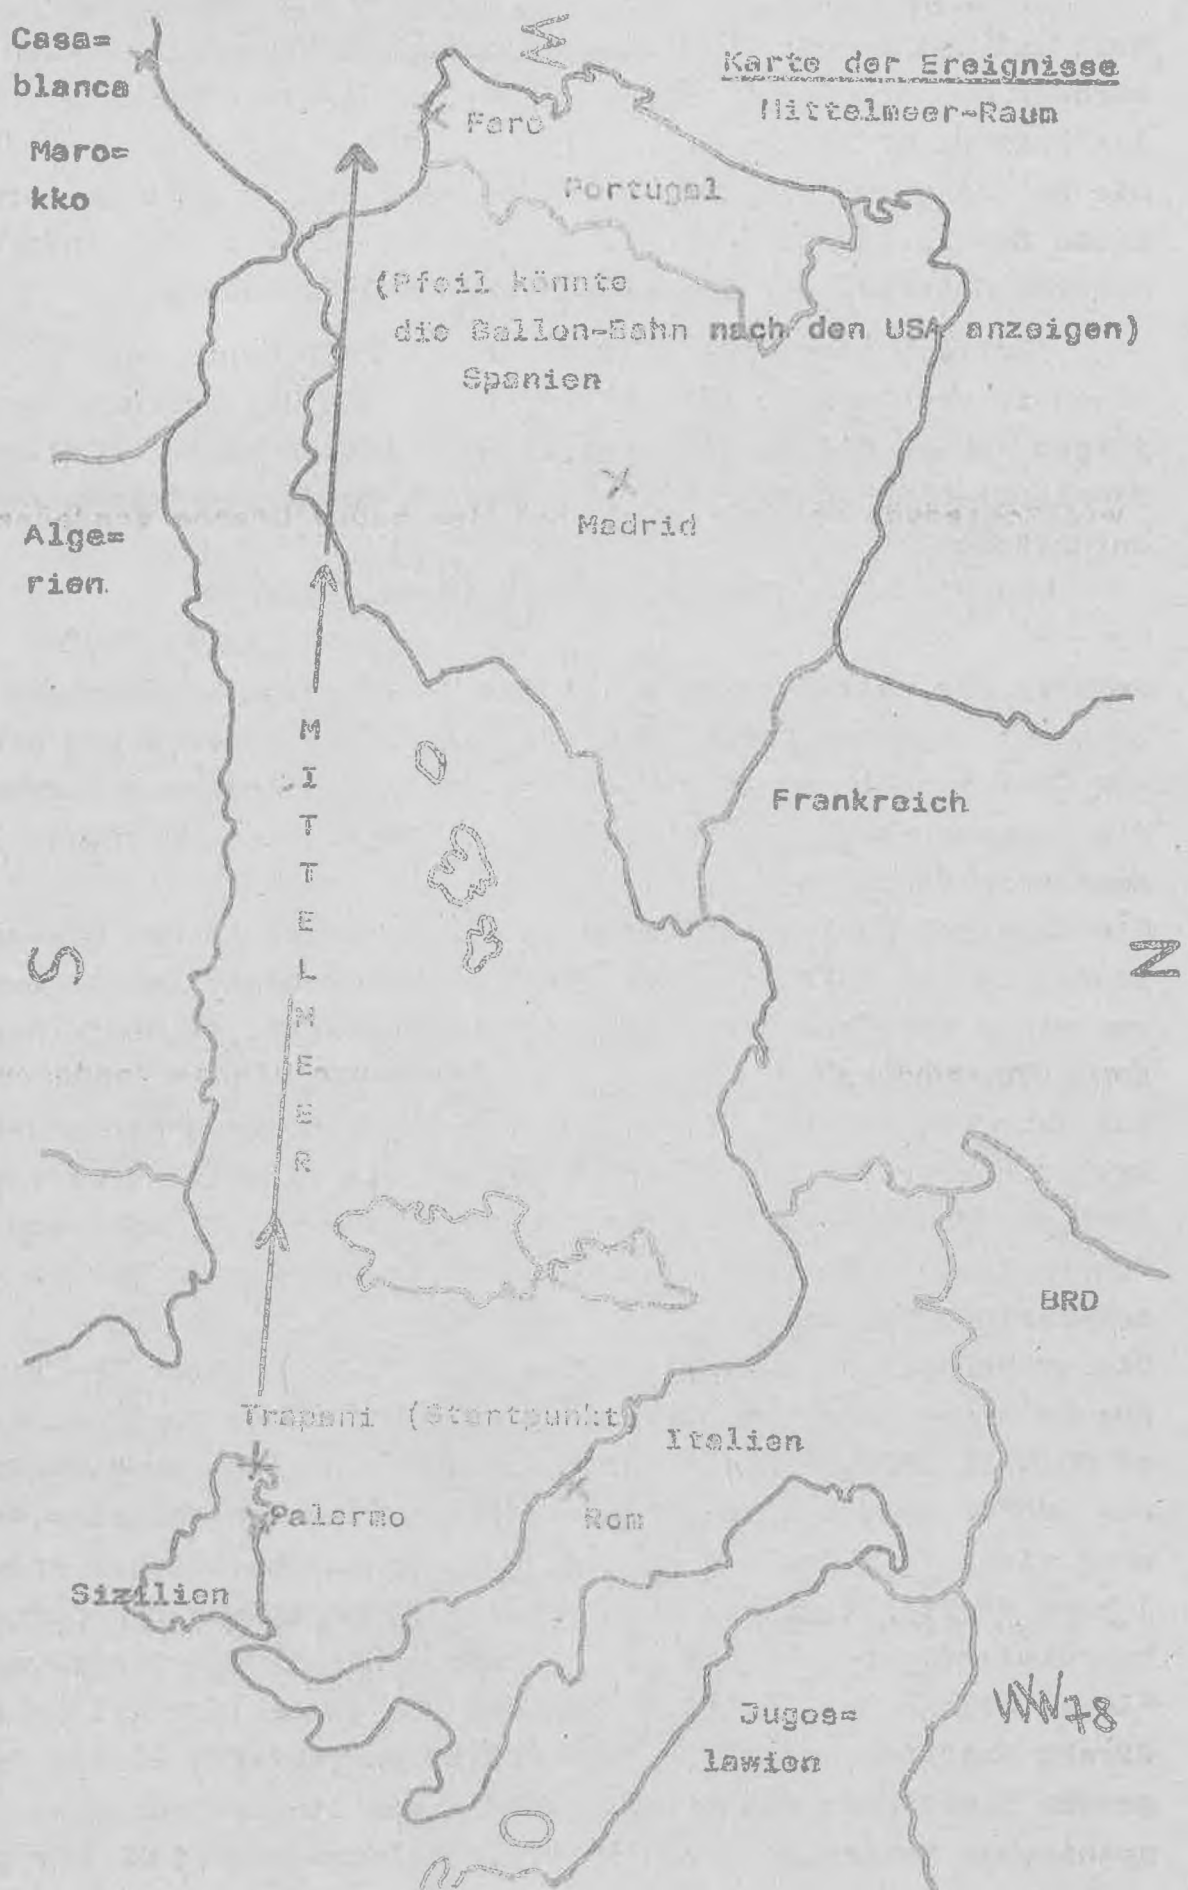 W
Karte der Ereignisse
Mittelmeer-Raum
Casa=
blanca
Maro=
kko
Faro
Portugal
(Pfeil könnte
die Ballon-Bahn nach den USA anzeigen)
Spanien
Madrid
Alge=
rien
MITTELMEER
Frankreich
S
N
BRD
Trapani (Startpunkt)
Italien
Palermo
Rom
Sizilien
Jugos=
lawien
WW78
O